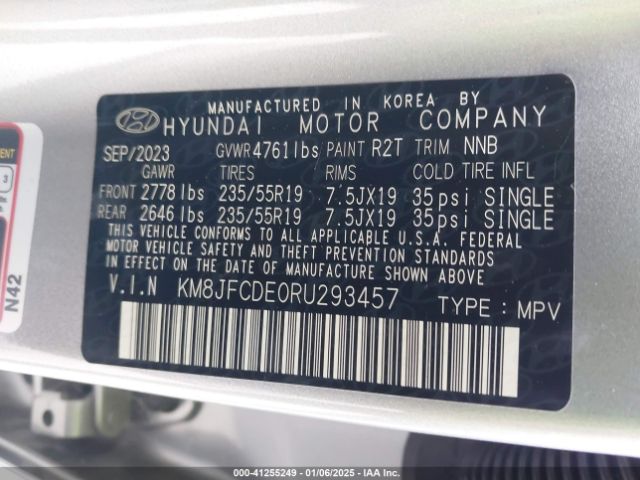 MANUFACTURED IN KOREA BY
HYUNDAI MOTOR COMPANY
SEP/2023 GVWR 4761lbs PAINT R2T TRIM NNB
GAWR TIRES RIMS COLD TIRE INFL
FRONT 2778 lbs 235/55R19 7.5JX19 35psi SINGLE
REAR 2646 lbs 235/55R19 7.5JX19 35psi SINGLE
THIS VEHICLE CONFORMS TO ALL APPLICABLE U.S.A. FEDERAL
MOTOR VEHICLE SAFETY AND THEFT PREVENTION STANDARDS
IN EFFECT ON THE DATE OF MANUFACTURE SHOWN ABOVE
V.I.N KM8JFCDE0RU293457 TYPE : MPV
3
N42
000-41255249 - 01/06/2025 - IAA Inc.